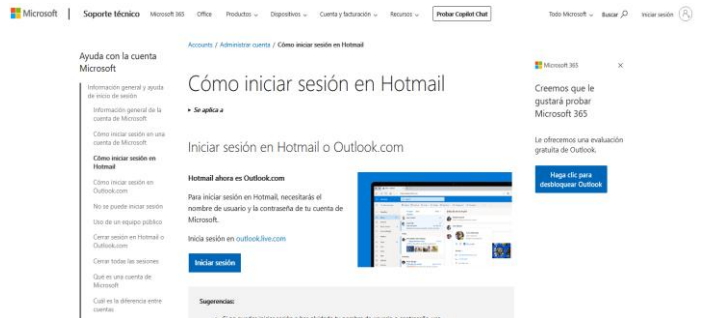 Microsoft
Soporte técnico
Microsoft 365
Office
Productos
Dispositivos
Cuenta y facturación
Recursos
Probar Copilot Chat
Todo Microsoft
Buscar
Iniciar sesión
Accounts / Administrar cuenta / Cómo iniciar sesión en Hotmail
Ayuda con la cuenta
Microsoft
Información general y ayuda
de inicio de sesión
Información general de la
cuenta de Microsoft
Cómo iniciar sesión en una
cuenta de Microsoft
Cómo iniciar sesión en
Hotmail
Cómo iniciar sesión en
Outlook.com
No se puede iniciar sesión
Uso de un equipo público
Cerrar sesión en Hotmail o
Outlook.com
Cerrar todas las sesiones
Qué es una cuenta de
Microsoft
Cuál es la diferencia entre
cuentas
Cómo iniciar sesión en Hotmail
Se aplica a
Iniciar sesión en Hotmail o Outlook.com
Hotmail ahora es Outlook.com
Para iniciar sesión en Hotmail, necesitarás el
nombre de usuario y la contraseña de tu cuenta de
Microsoft.
Inicia sesión en outlook.live.com
Iniciar sesión
Sugerencias:
Microsoft 365
Creemos que le
gustará probar
Microsoft 365
Le ofrecemos una evaluación
gratuita de Outlook.
Haga clic para
desbloquear Outlook